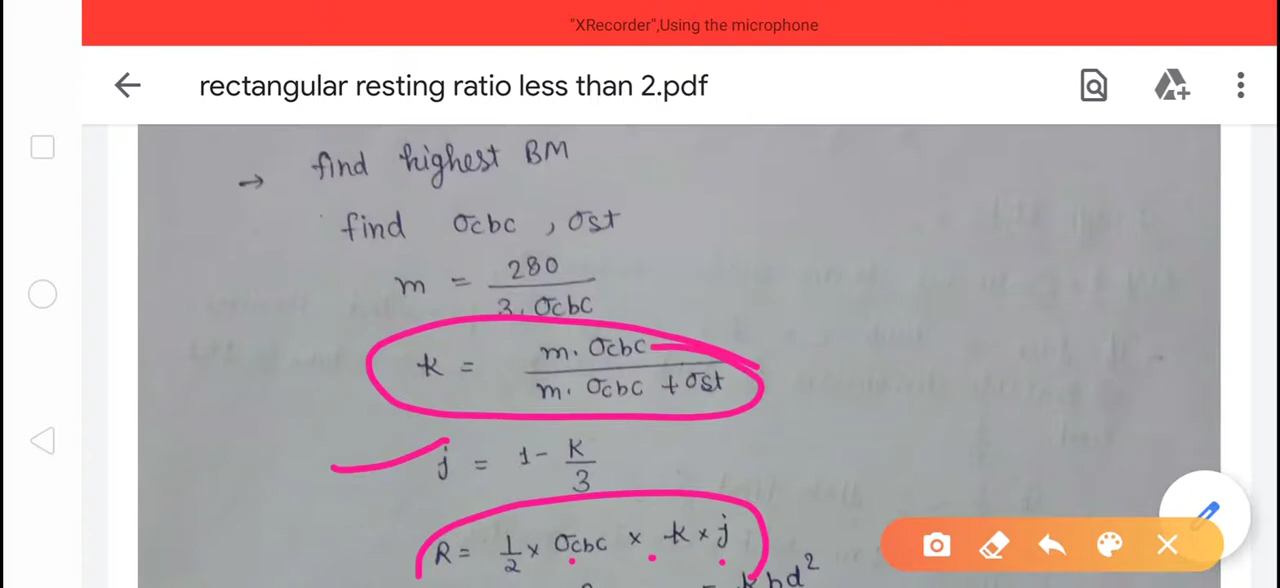 "XRecorder",Using the microphone
rectangular resting ratio less than 2.pdf
→ find highest BM
find σcbc , σst
m = 280 / 3. σcbc
k = m. σcbc / m. σcbc + σst
j = 1 - k / 3
R = 1/2 x σcbc x k x j
bd²